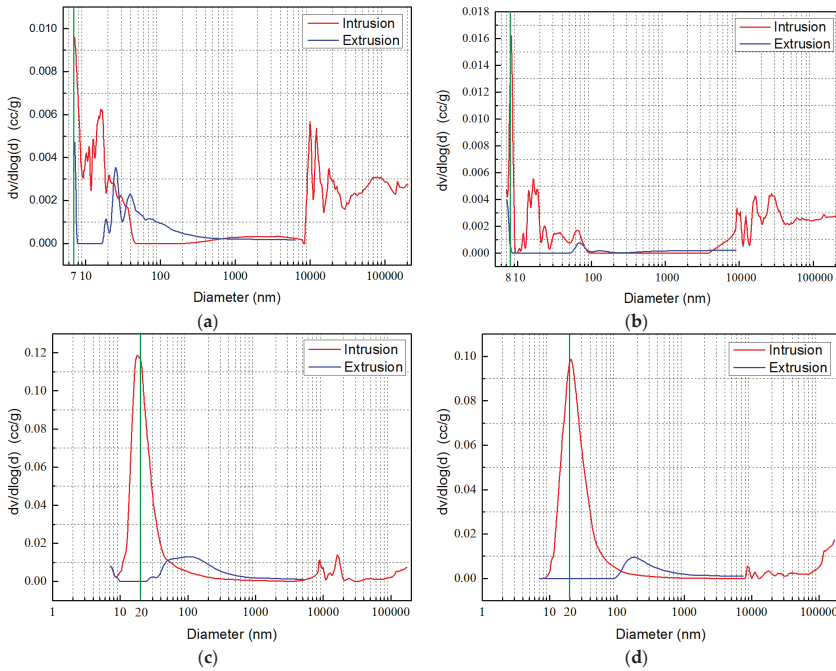 Intrusion
Extrusion
dv/dlog(d) (cc/g)
0.010
0.008
0.006
0.004
0.002
0.000
7 10 100 1000 10000 100000
Diameter (nm)
(a)
Intrusion
Extrusion
dv/dlog(d) (cc/g)
0.018
0.016
0.014
0.012
0.010
0.008
0.006
0.004
0.002
0.000
8 10 100 1000 10000 100000
Diameter (nm)
(b)
Intrusion
Extrusion
dv/dlog(d) (cc/g)
0.12
0.10
0.08
0.06
0.04
0.02
0.00
1 10 20 100 1000 10000 100000
Diameter (nm)
(c)
Intrusion
Extrusion
dv/dlog(d) (cc/g)
0.10
0.08
0.06
0.04
0.02
0.00
1 10 20 100 1000 10000 100000
Diameter (nm)
(d)